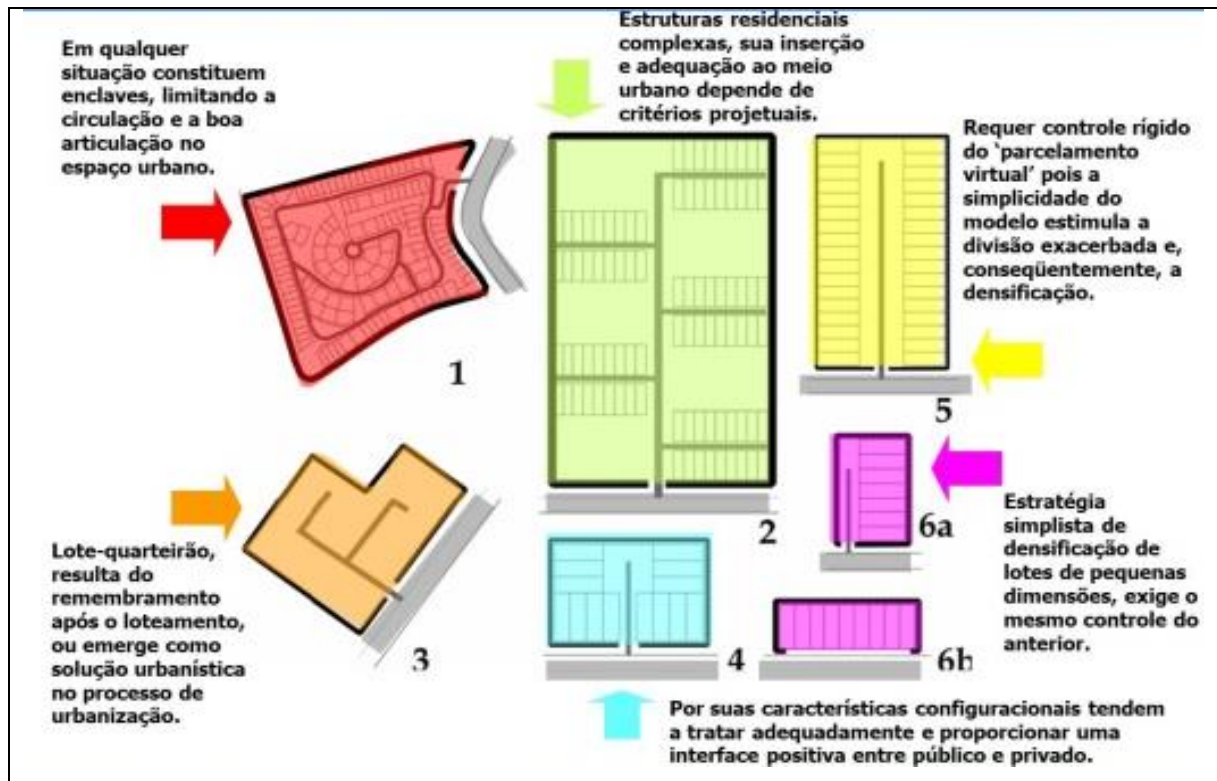 Em qualquer
situação constituem
enclaves, limitando a
circulação e a boa
articulação no
espaço urbano.
1
Estruturas residenciais
complexas, sua inserção
e adequação ao meio
urbano depende de
critérios projetuais.
2
Requer controle rígido
do ‘parcelamento
virtual’ pois a
simplicidade do
modelo estimula a
divisão exacerbada e,
conseqüentemente, a
densificação.
5
Lote-quarteirão,
resulta do
remembramento
após o loteamento,
ou emerge como
solução urbanística
no processo de
urbanização.
3
4
6a
6b
Estratégia
simplista de
densificação de
lotes de pequenas
dimensões, exige o
mesmo controle do
anterior.
Por suas características configuracionais tendem
a tratar adequadamente e proporcionar uma
interface positiva entre público e privado.